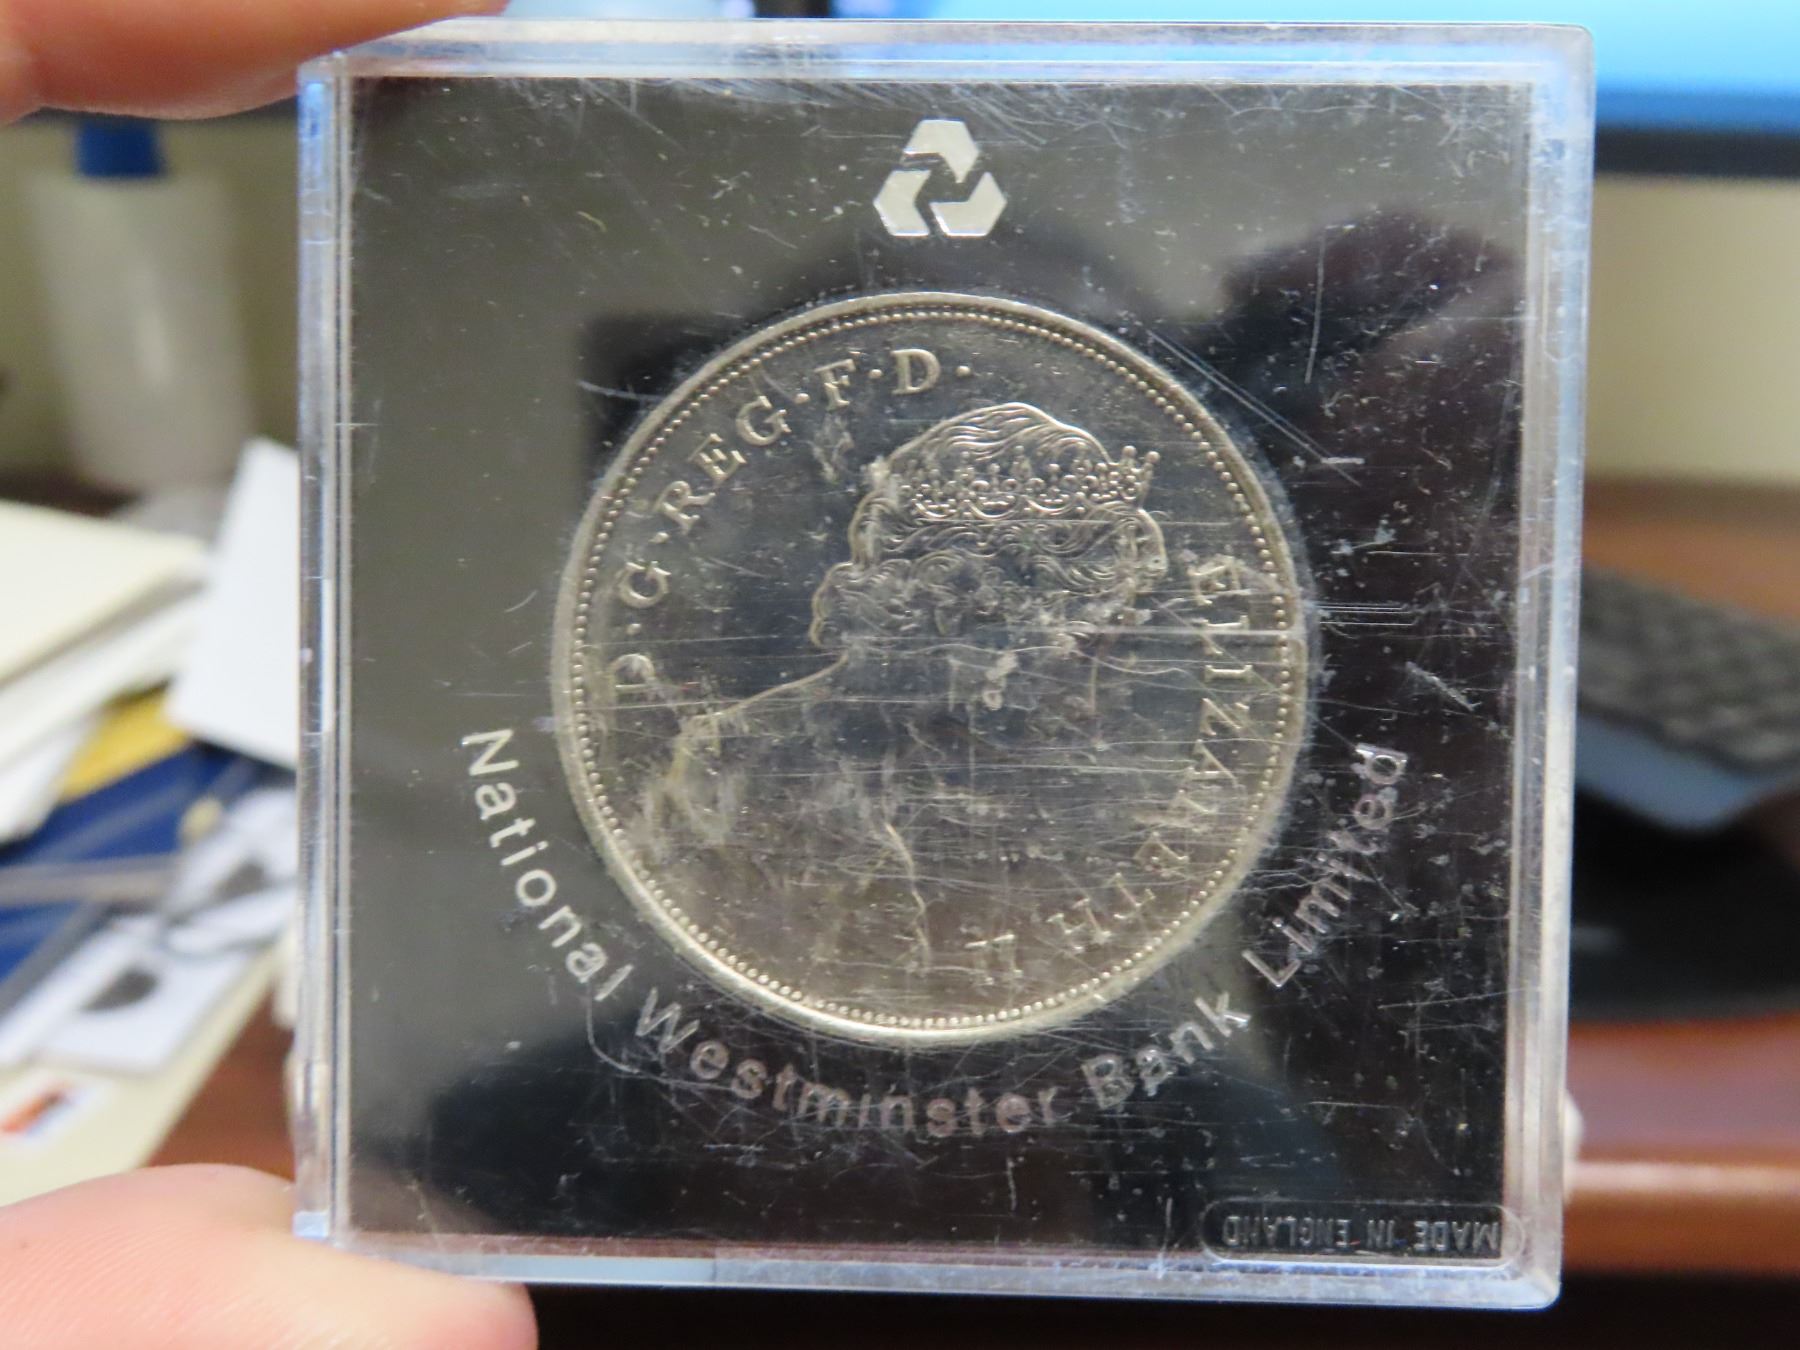 D·G·REG·F·D·
ELIZABETH II
National Westminster Bank Limited
MADE IN ENGLAND